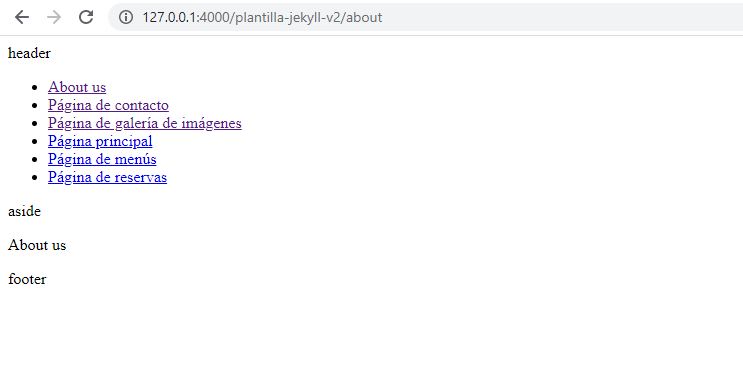 127.0.0.1:4000/plantilla-jekyll-v2/about
header
About us
Página de contacto
Página de galería de imágenes
Página principal
Página de menús
Página de reservas
aside
About us
footer